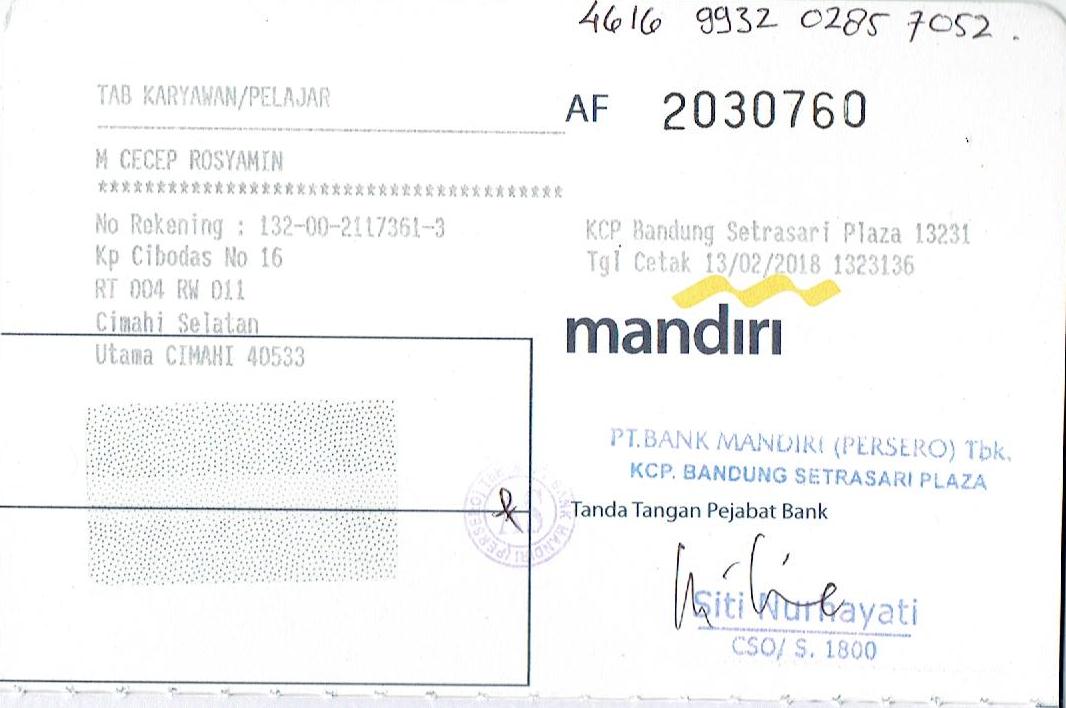 4616 9932 0285 7052.
TAB KARYAWAN/PELAJAR
AF 2030760
M CECEP ROSYAMIN
***************************************
No Rekening : 132-00-2117361-3
Kp Cibodas No 16
RT 004 RW 011
Cimahi Selatan
Utama CIMAHI 40533
KCP Bandung Setrasari Plaza 13231
Tgl Cetak 13/02/2018 1323136
mandiri
PT.BANK MANDIRI (PERSERO) Tbk.
KCP. BANDUNG SETRASARI PLAZA
Tanda Tangan Pejabat Bank
Siti Nurhayati
CSO/ S. 1800